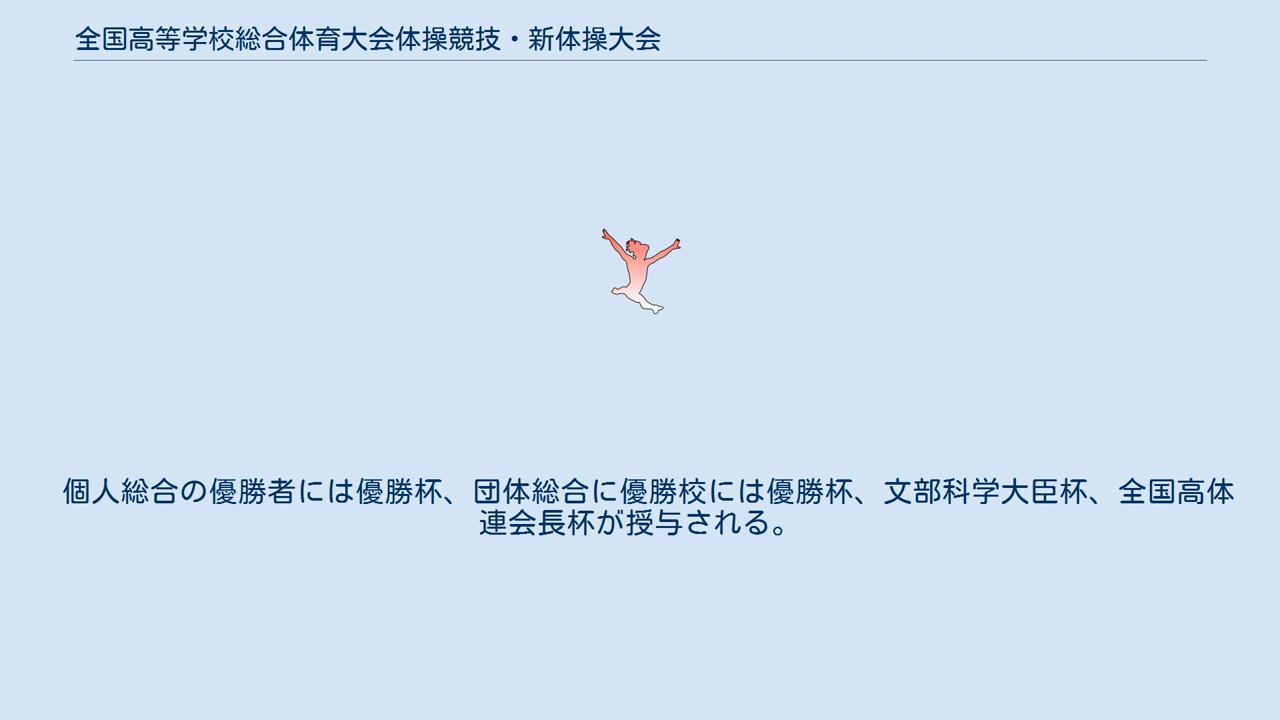 全国高等学校総合体育大会体操競技・新体操大会
個人総合の優勝者には優勝杯、団体総合に優勝校には優勝杯、文部科学大臣杯、全国高体
連会長杯が授与される。